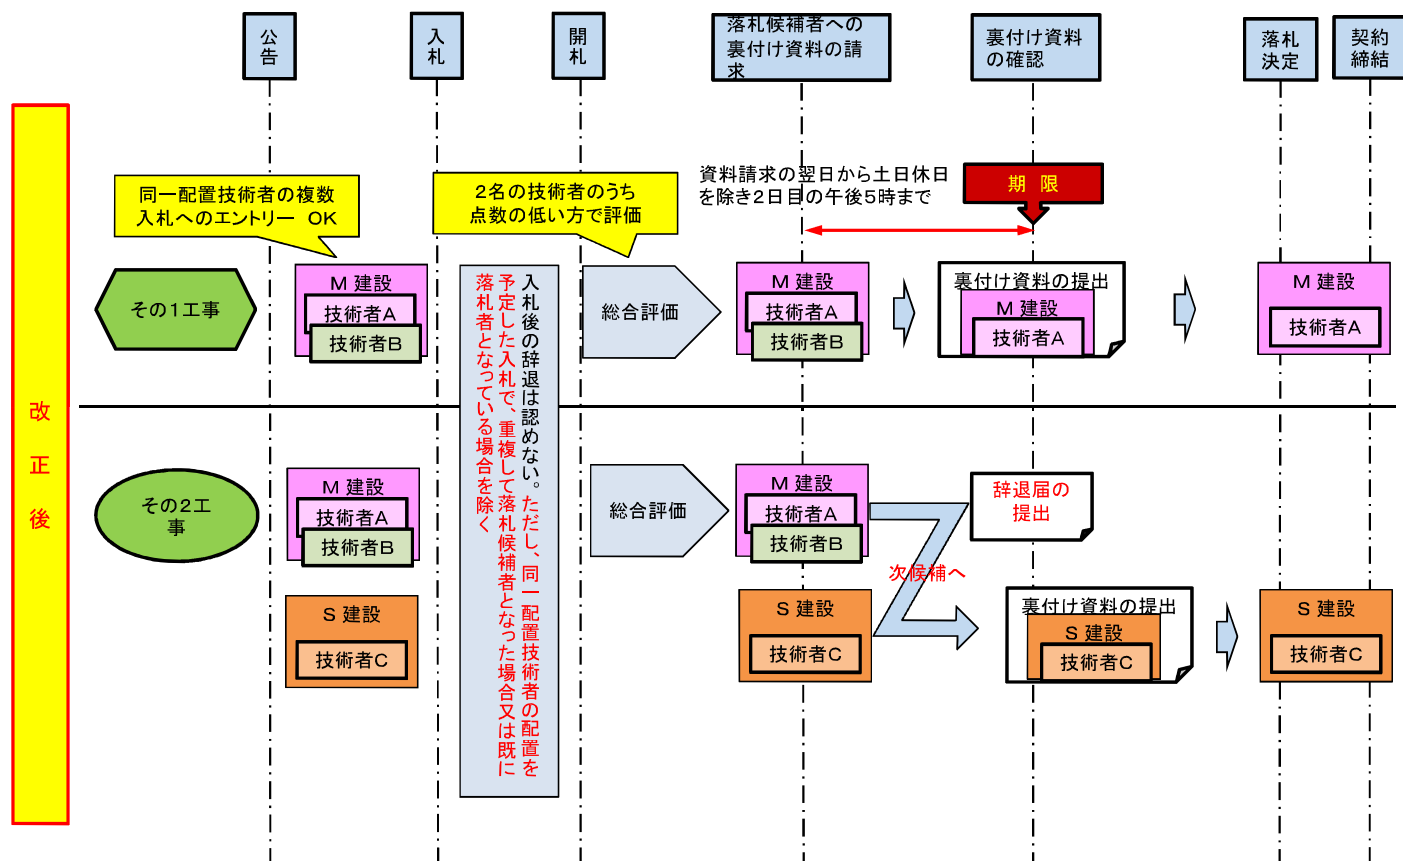 公
告
入
札
開
札
落札候補者への
裏付け資料の請
求
裏付け資料
の確認
落札
決定
契約
締結
改
正
後
同一配置技術者の複数
入札へのエントリー　OK
２名の技術者のうち
点数の低い方で評価
資料請求の翌日から土日休日
を除き２日目の午後５時まで
期　限
その１工事
M 建設
技術者A
技術者B
入札後の辞退は認めない。ただし、同一配置技術者の配置を
予定した入札で、重複して落札候補者となった場合又は既に
落札者となっている場合を除く
総合評価
M 建設
技術者A
技術者B
裏付け資料の提出
M 建設
技術者A
M 建設
技術者A
その２工
事
M 建設
技術者A
技術者B
S 建設
技術者C
総合評価
M 建設
技術者A
技術者B
辞退届の
提出
次候補へ
S 建設
技術者C
裏付け資料の提出
S 建設
技術者C
S 建設
技術者C